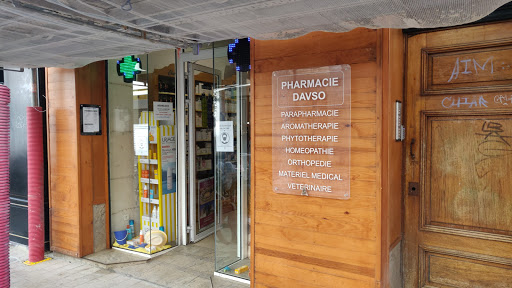 PHARMACIE
DAVSO
PARAPHARMACIE
AROMATHERAPIE
PHYTOTHERAPIE
HOMEOPATHIE
ORTHOPEDIE
MATERIEL MEDICAL
VETERINAIRE